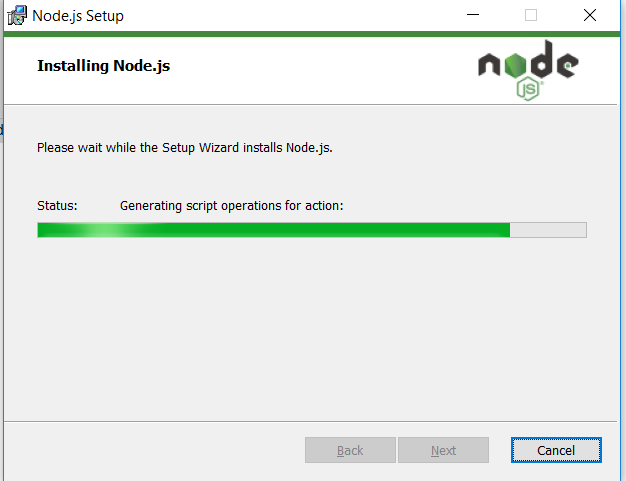 Node.js Setup
Installing Node.js
node
JS
Please wait while the Setup Wizard installs Node.js.
Status: Generating script operations for action:
Back Next Cancel